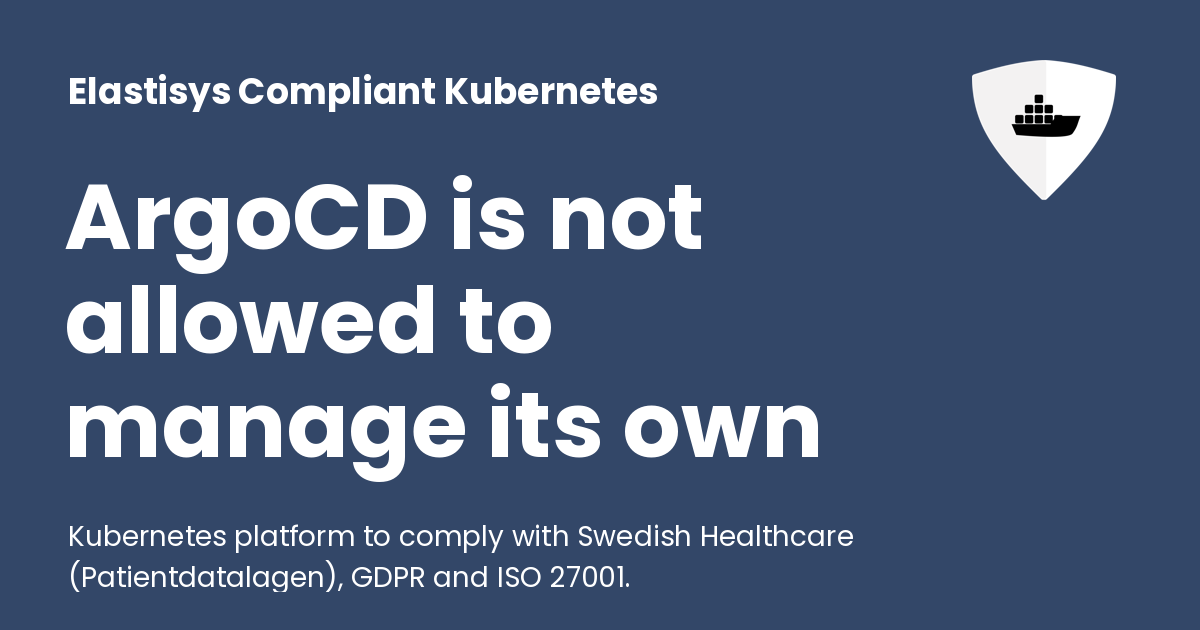 Elastisys Compliant Kubernetes
ArgoCD is not
allowed to
manage its own
Kubernetes platform to comply with Swedish Healthcare
(Patientdatalagen), GDPR and ISO 27001.